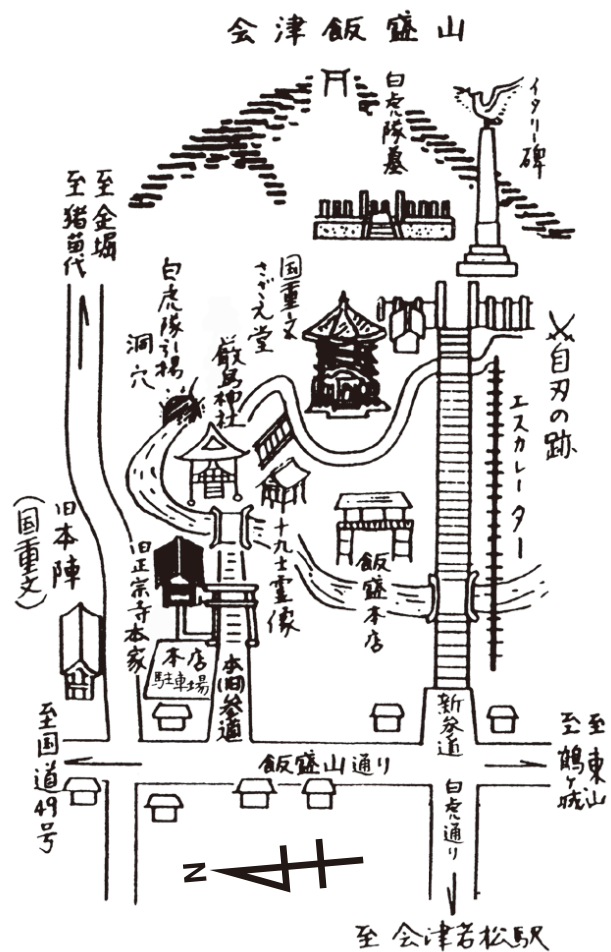 会津飯盛山
イタリー碑
白虎隊墓
至金堀
至猪苗代
国重文
さざえ堂
白虎隊引揚
洞穴
厳島神社
自刃の跡
エスカレーター
旧本陣
(国重文)
旧正宗寺本家
十九士霊像
飯盛本店
本店
駐車場
本(旧)参道
新参道
至国道49号
飯盛山通り
至東山
至鶴ヶ城
白虎通り
N
至会津若松駅